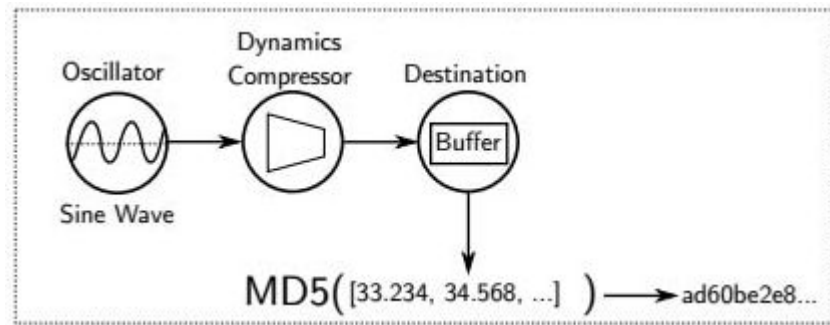 Dynamics
Oscillator
Compressor
Destination
Buffer
Sine Wave
MD5([33.234, 34.568, ...] )
ad60be2e8...